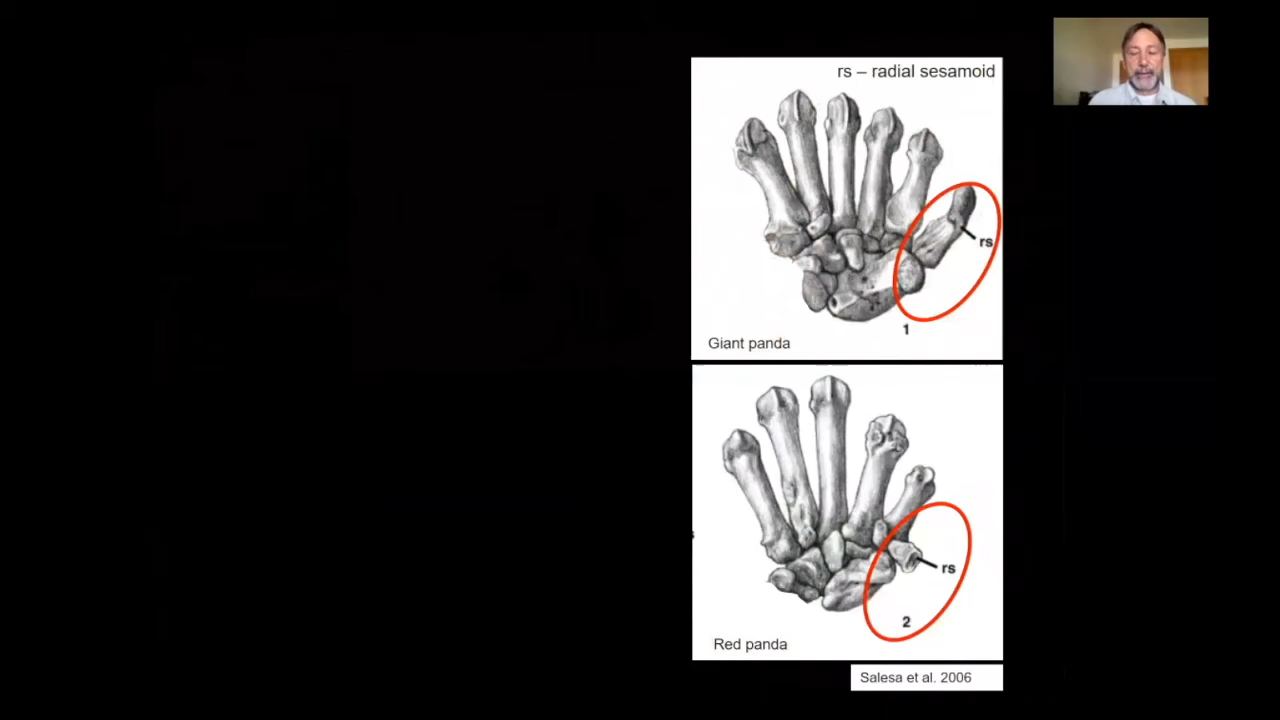 rs – radial sesamoid
rs
1
Giant panda
rs
2
Red panda
Salesa et al. 2006